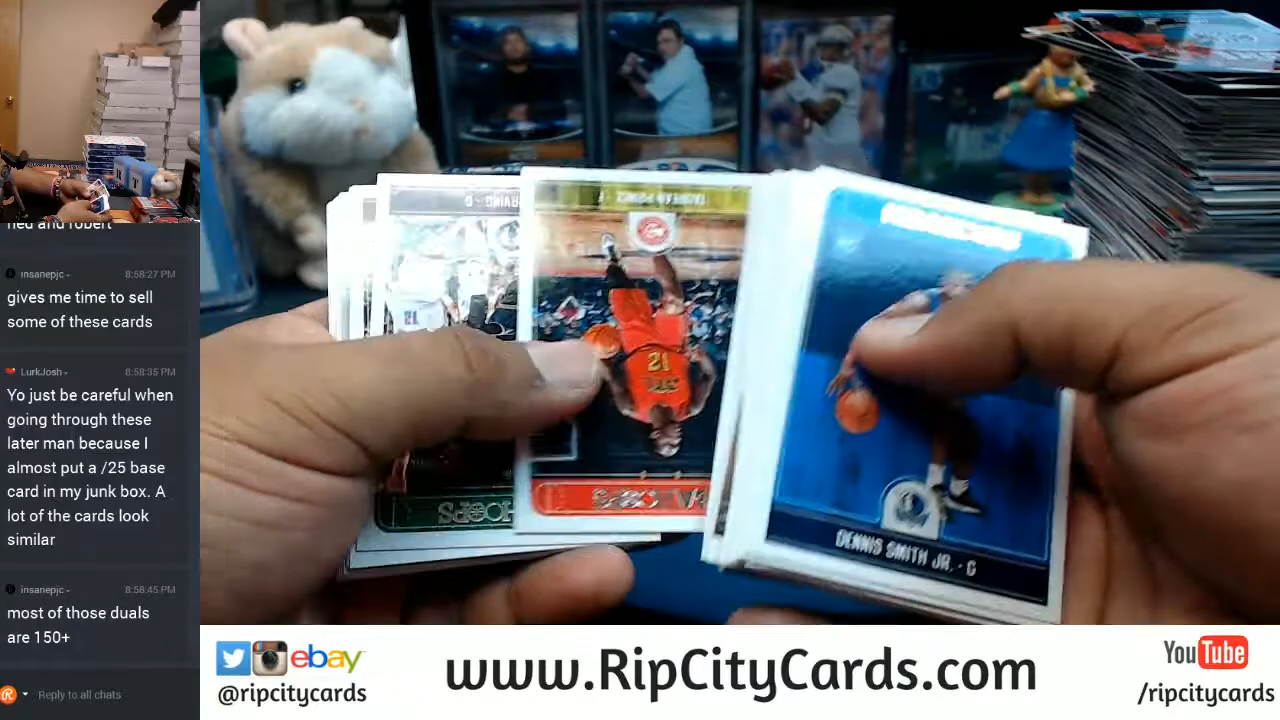 insanepjc
8:58:27 PM
gives me time to sell
some of these cards
LurkJosh
8:58:35 PM
Yo just be careful when
going through these
later man because I
almost put a /25 base
card in my junk box. A
lot of the cards look
similar
insanepjc
8:58:45 PM
most of those duals
are 150+
Reply to all chats
HOOPS
12
12
DENNIS SMITH JR. - G
ebay
@ripcitycards
www.RipCityCards.com
YouTube
/ripcitycards